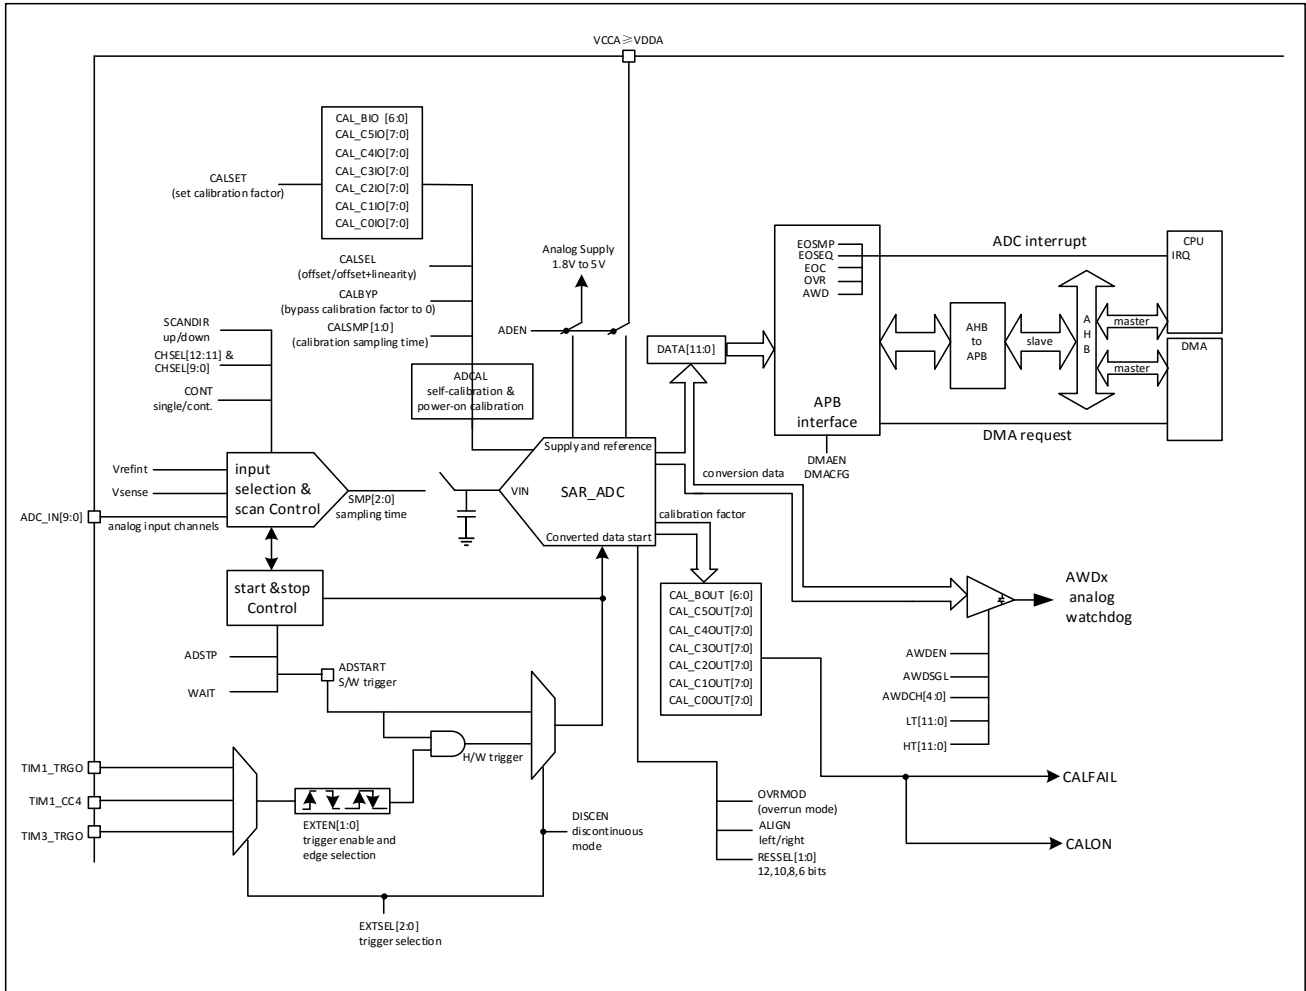 VCCA≥VDDA
CAL_BIO [6:0]
CAL_C5IO[7:0]
CAL_C4IO[7:0]
CAL_C3IO[7:0]
CAL_C2IO[7:0]
CAL_C1IO[7:0]
CAL_C0IO[7:0]
CALSET
(set calibration factor)
CALSEL
(offset/offset+linearity)
CALBYP
(bypass calibration factor to 0)
CALSMP[1:0]
(calibration sampling time)
Analog Supply
1.8V to 5V
ADEN
SCANDIR
up/down
CHSEL[12:11] &
CHSEL[9:0]
CONT
single/cont.
ADCAL
self-calibration &
power-on calibration
DATA[11:0]
EOSMP
EOSEQ
EOC
OVR
AWD
APB
interface
ADC interrupt
CPU
IRQ
AHB
to
APB
slave
A
H
B
master
master
DMA
DMA request
DMAEN
DMACFG
Vrefint
Vsense
ADC_IN[9:0]
analog input channels
input
selection &
scan Control
SMP[2:0]
sampling time
VIN
Supply and reference
SAR_ADC
Converted data start
conversion data
calibration factor
start &stop
Control
ADSTP
WAIT
ADSTART
S/W trigger
H/W trigger
CAL_BOUT [6:0]
CAL_C5OUT[7:0]
CAL_C4OUT[7:0]
CAL_C3OUT[7:0]
CAL_C2OUT[7:0]
CAL_C1OUT[7:0]
CAL_C0OUT[7:0]
AWDx
analog
watchdog
AWDEN
AWDSGL
AWDCH[4:0]
LT[11:0]
HT[11:0]
TIM1_TRGO
TIM1_CC4
TIM3_TRGO
EXTEN[1:0]
trigger enable and
edge selection
DISCEN
discontinuous
mode
EXTSEL[2:0]
trigger selection
OVRMOD
(overrun mode)
ALIGN
left/right
RESSEL[1:0]
12,10,8,6 bits
CALFAIL
CALON